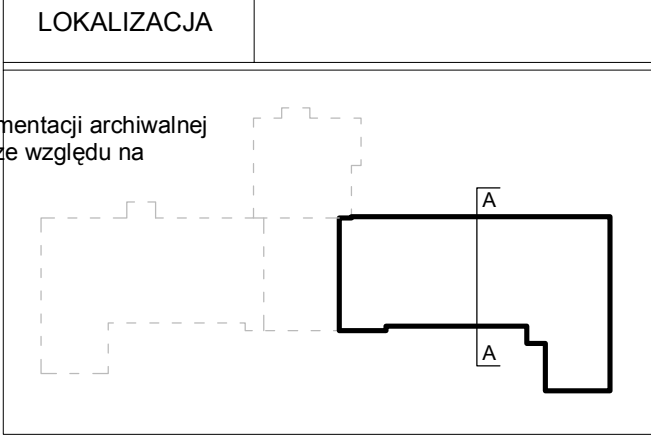 LOKALIZACJA
mentacji archiwalnej
ze względu na
A
A